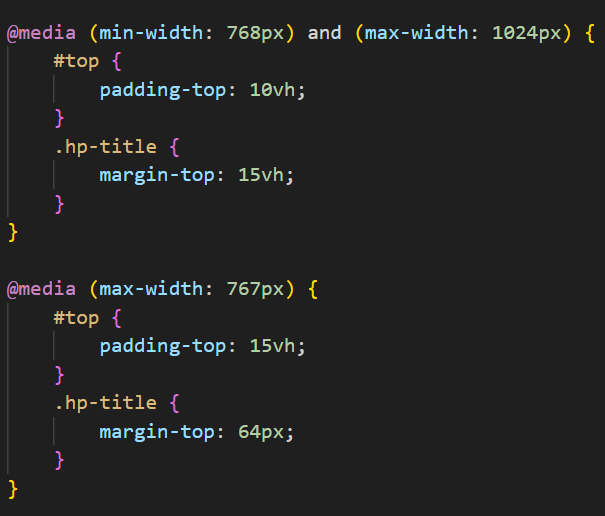 @media (min-width: 768px) and (max-width: 1024px) {
    #top {
        padding-top: 10vh;
    }
    .hp-title {
        margin-top: 15vh;
    }
}

@media (max-width: 767px) {
    #top {
        padding-top: 15vh;
    }
    .hp-title {
        margin-top: 64px;
    }
}